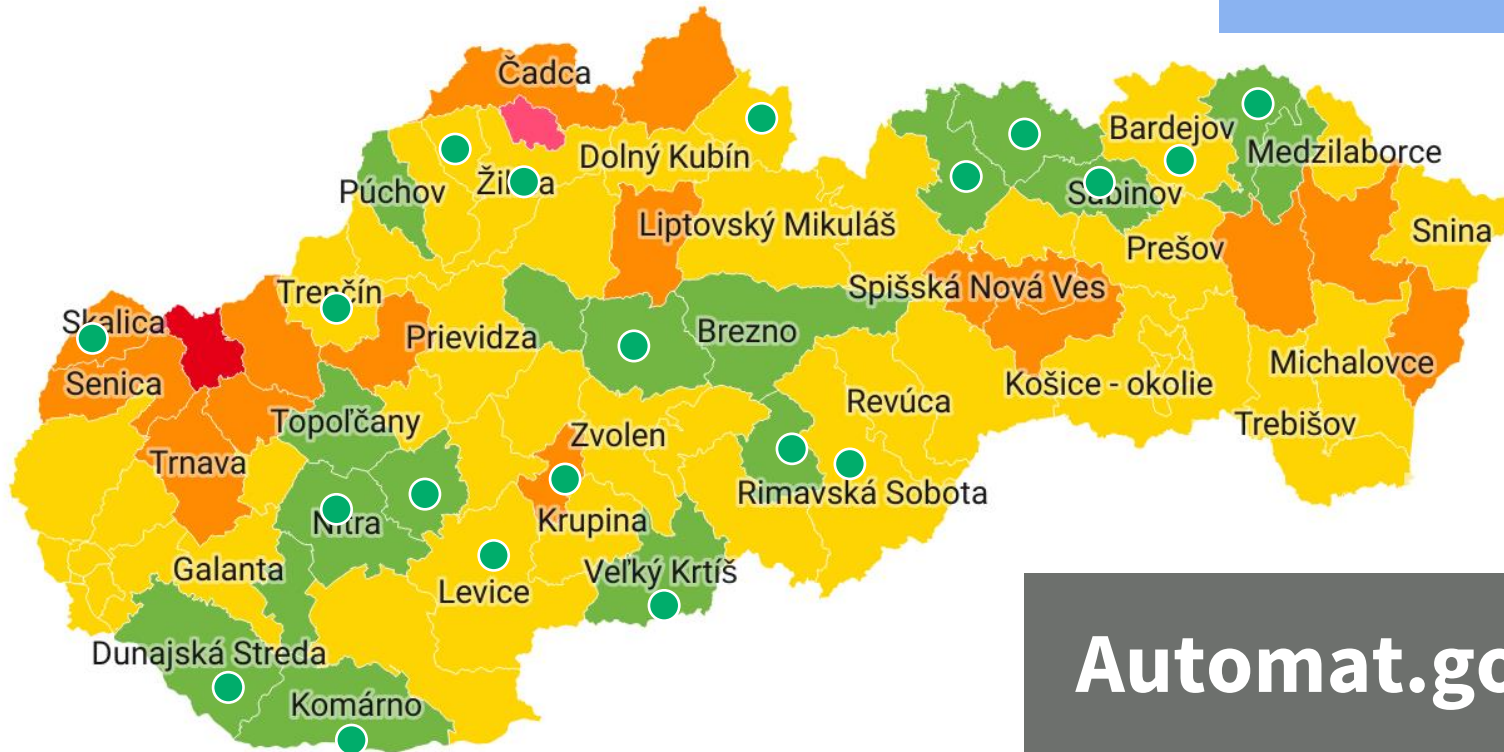 Čadca
Bardejov
Medzilaborce
Dolný Kubín
Púchov
Žilina
Sabinov
Liptovský Mikuláš
Snina
Prešov
Trenčín
Spišská Nová Ves
Skalica
Prievidza
Brezno
Senica
Michalovce
Košice - okolie
Revúca
Topoľčany
Zvolen
Trebišov
Trnava
Rimavská Sobota
Nitra
Krupina
Galanta
Veľký Krtíš
Levice
Dunajská Streda
Automat.go
Komárno